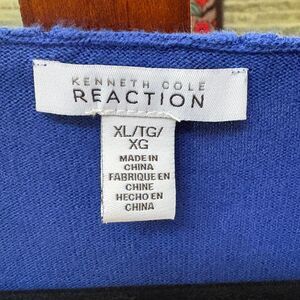 KENNETH COLE
REACTION
XL/TG/
XG
MADE IN
CHINA
FABRIQUE EN
CHINE
HECHO EN
CHINA